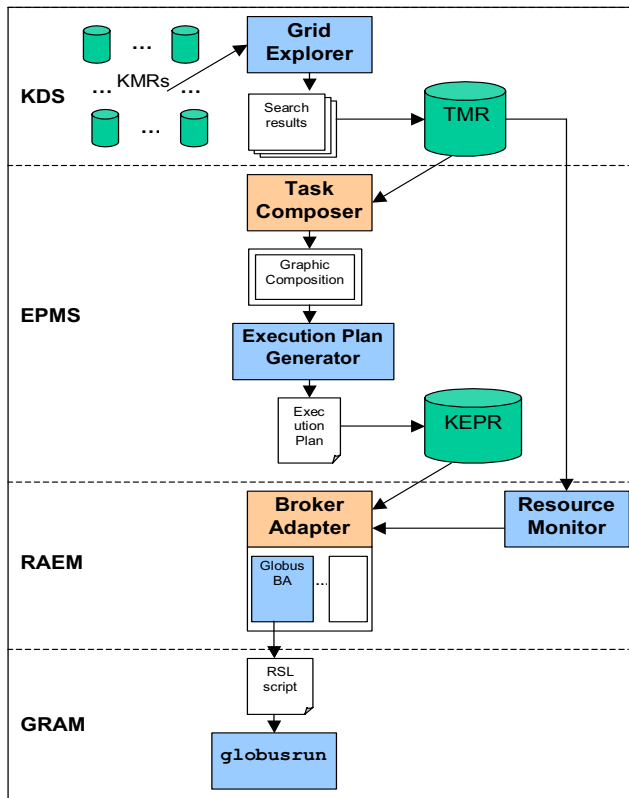 Grid
Explorer
...
... KMRs ...
...
KDS
Search
results
TMR
Task
Composer
Graphic
Composition
EPMS
Execution Plan
Generator
Exec
ution
Plan
KEPR
Broker
Adapter
Resource
Monitor
RAEM
Globus
BA
...
RSL
script
GRAM
globusrun